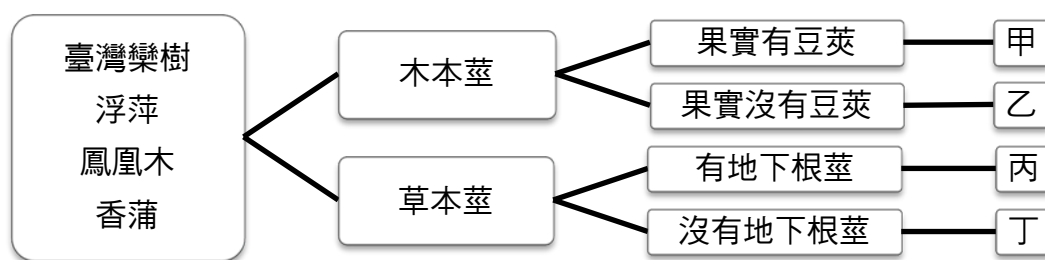 臺灣欒樹
浮萍
鳳凰木
香蒲
木本莖
草本莖
果實有豆莢
果實沒有豆莢
有地下根莖
沒有地下根莖
甲
乙
丙
丁